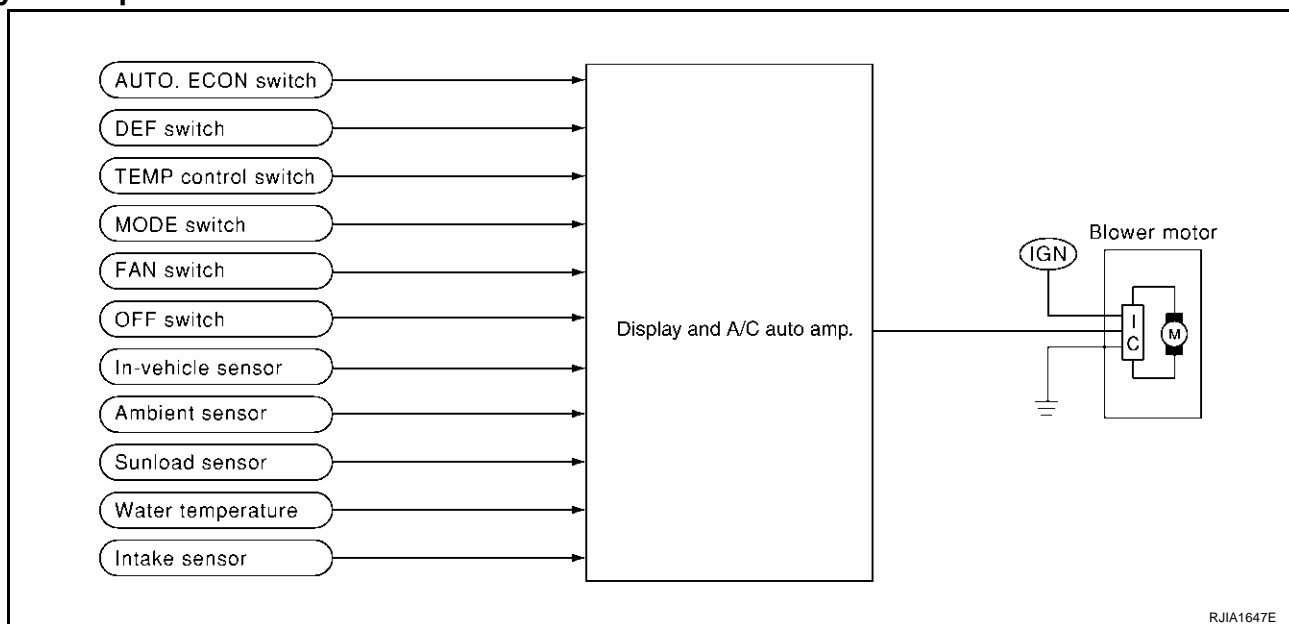 AUTO. ECON switch
DEF switch
TEMP control switch
MODE switch
FAN switch
OFF switch
In-vehicle sensor
Ambient sensor
Sunload sensor
Water temperature
Intake sensor
Display and A/C auto amp.
IGN
Blower motor
I
C
M
RJIA1647E